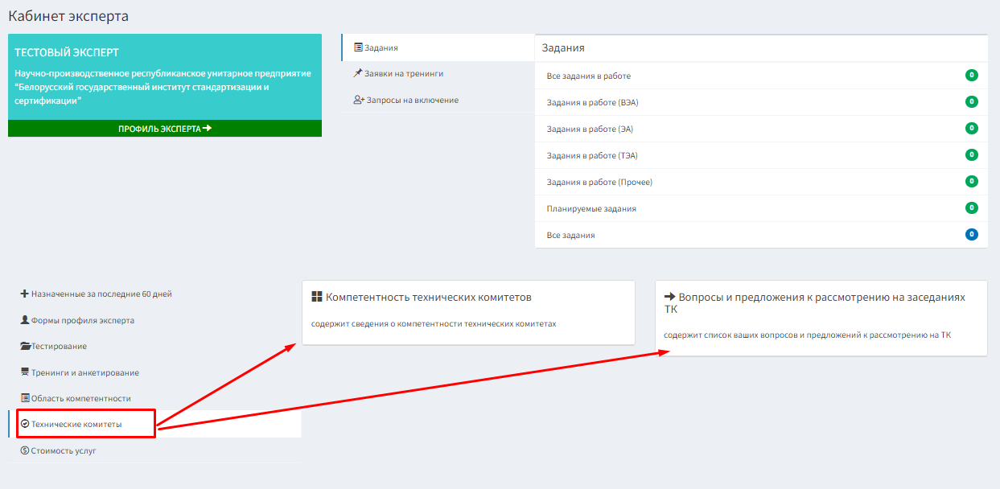 Кабинет эксперта
ТЕСТОВЫЙ ЭКСПЕРТ
Научно-производственное республиканское унитарное предприятие
"Белорусский государственный институт стандартизации и
сертификации"
ПРОФИЛЬ ЭКСПЕРТА
Задания
Заявки на тренинги
Запросы на включение
Задания
Все задания в работе 0
Задания в работе (ВЭА) 0
Задания в работе (ЭА) 0
Задания в работе (ТЭА) 0
Задания в работе (Прочее) 0
Планируемые задания 0
Все задания 0
Назначенные за последние 60 дней
Формы профиля эксперта
Тестирование
Тренинги и анкетирование
Область компетентности
Технические комитеты
Стоимость услуг
Компетентность технических комитетов
содержит сведения о компетентности технических комитетах
Вопросы и предложения к рассмотрению на заседаниях
ТК
содержит список ваших вопросов и предложений к рассмотрению на ТК